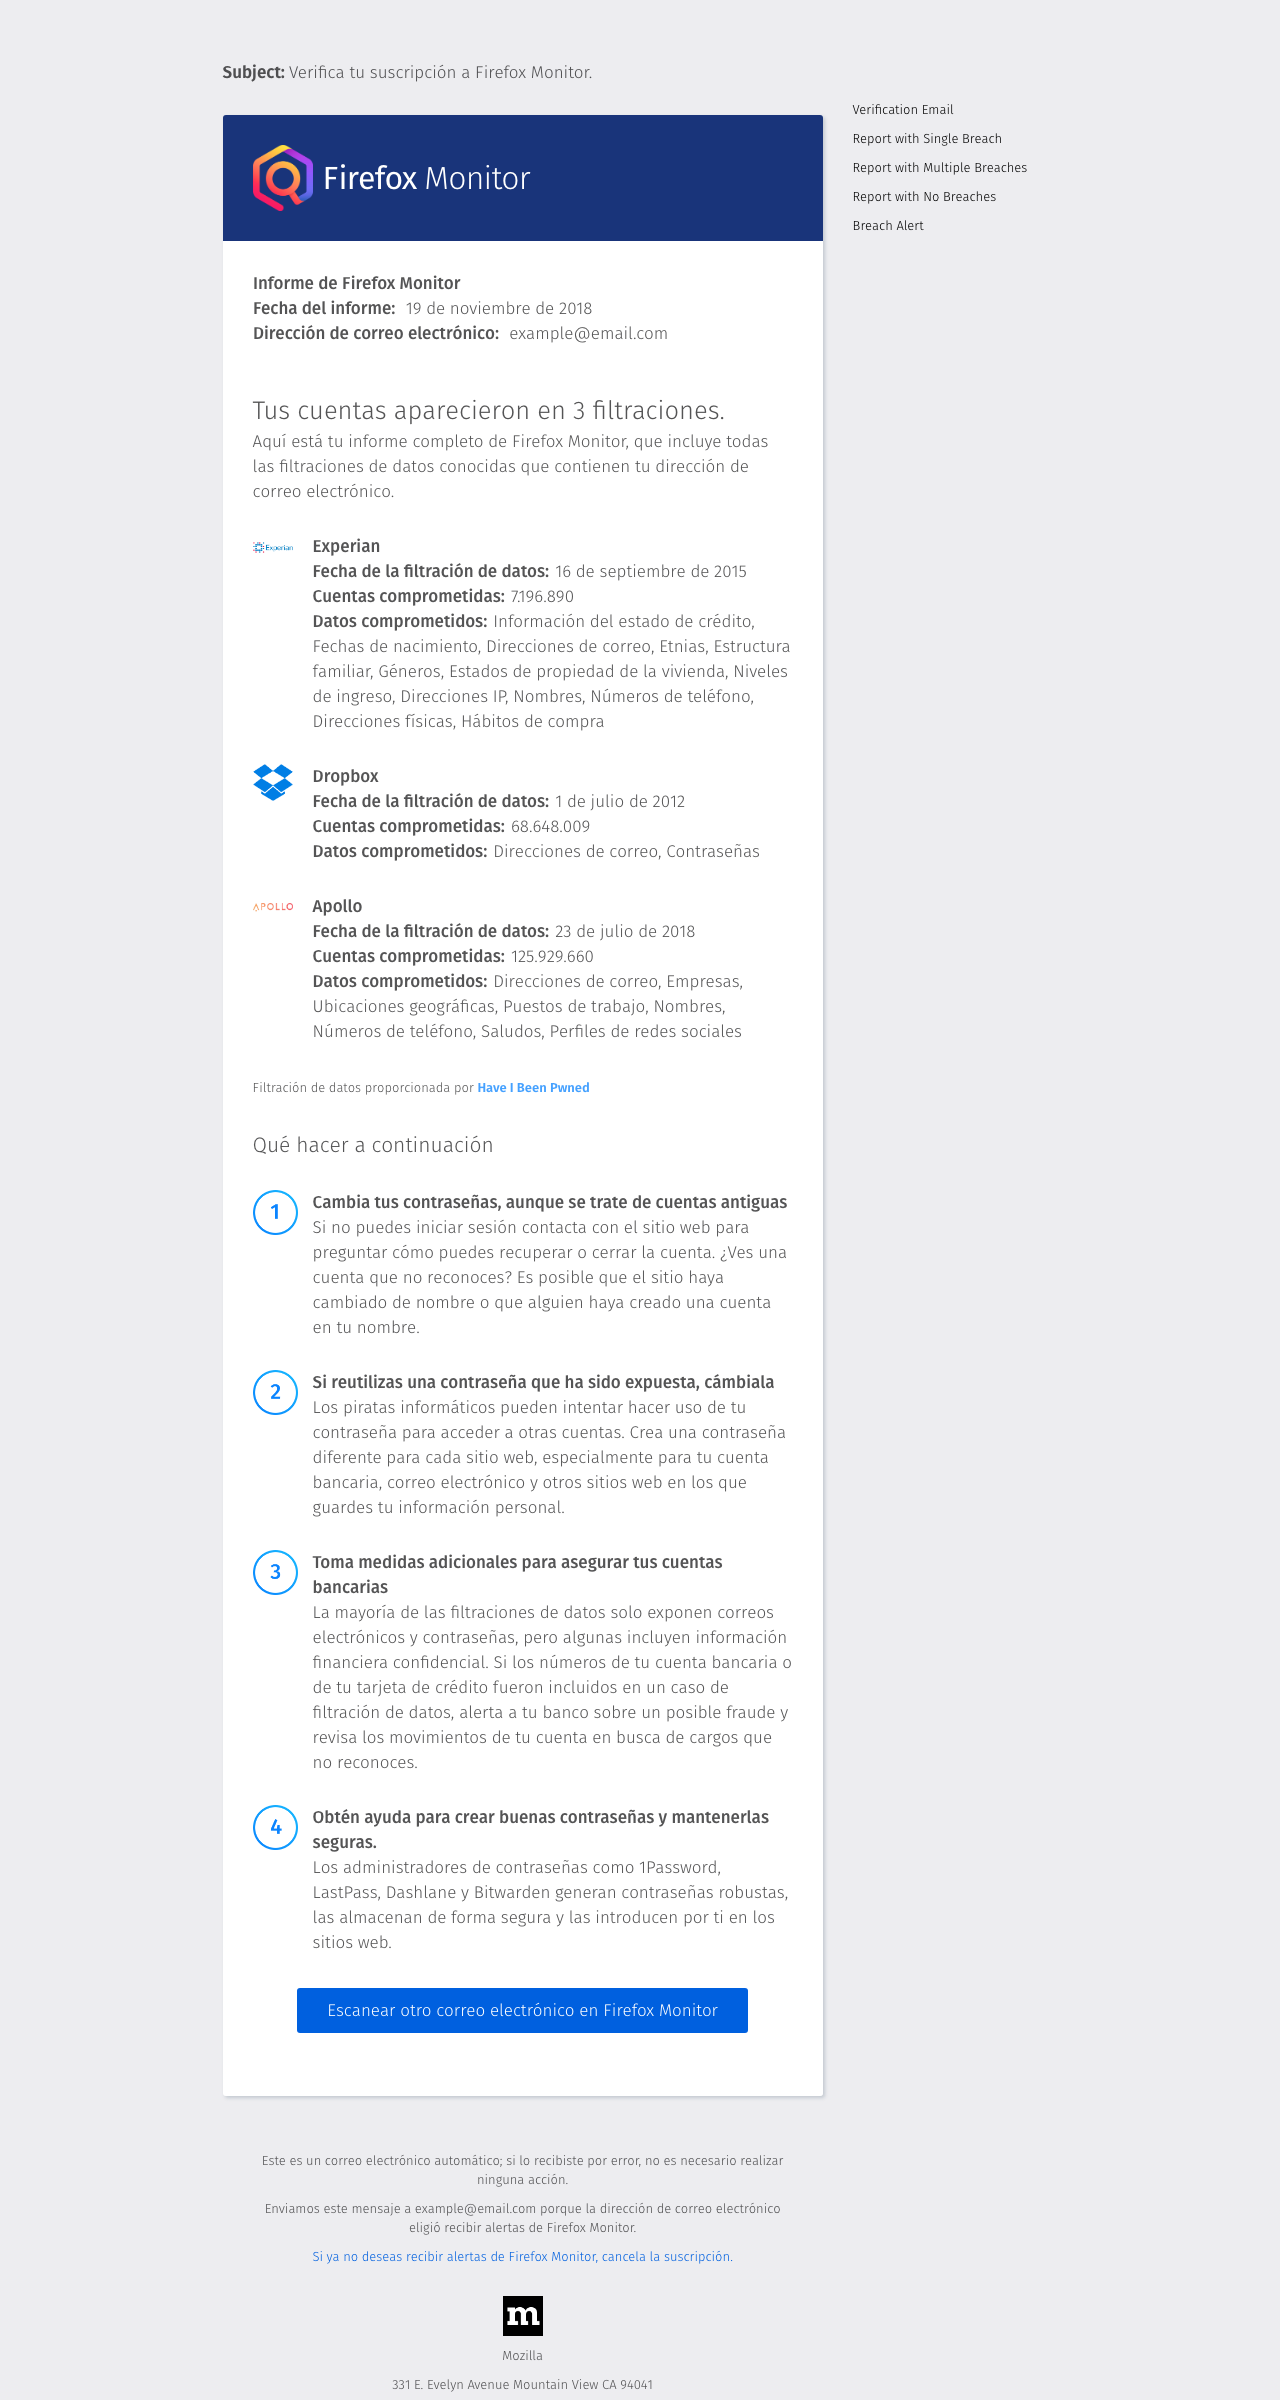 Subject: Verifica tu suscripción a Firefox Monitor.
Verification Email
Report with Single Breach
Report with Multiple Breaches
Report with No Breaches
Breach Alert
Firefox Monitor
Informe de Firefox Monitor
Fecha del informe: 19 de noviembre de 2018
Dirección de correo electrónico: example@email.com
Tus cuentas aparecieron en 3 filtraciones.
Aquí está tu informe completo de Firefox Monitor, que incluye todas
las filtraciones de datos conocidas que contienen tu dirección de
correo electrónico.
Experian
Experian
Fecha de la filtración de datos: 16 de septiembre de 2015
Cuentas comprometidas: 7.196.890
Datos comprometidos: Información del estado de crédito,
Fechas de nacimiento, Direcciones de correo, Etnias, Estructura
familiar, Géneros, Estados de propiedad de la vivienda, Niveles
de ingreso, Direcciones IP, Nombres, Números de teléfono,
Direcciones físicas, Hábitos de compra
Dropbox
Fecha de la filtración de datos: 1 de julio de 2012
Cuentas comprometidas: 68.648.009
Datos comprometidos: Direcciones de correo, Contraseñas
APOLLO
Apollo
Fecha de la filtración de datos: 23 de julio de 2018
Cuentas comprometidas: 125.929.660
Datos comprometidos: Direcciones de correo, Empresas,
Ubicaciones geográficas, Puestos de trabajo, Nombres,
Números de teléfono, Saludos, Perfiles de redes sociales
Filtración de datos proporcionada por Have I Been Pwned
Qué hacer a continuación
1
Cambia tus contraseñas, aunque se trate de cuentas antiguas
Si no puedes iniciar sesión contacta con el sitio web para
preguntar cómo puedes recuperar o cerrar la cuenta. ¿Ves una
cuenta que no reconoces? Es posible que el sitio haya
cambiado de nombre o que alguien haya creado una cuenta
en tu nombre.
2
Si reutilizas una contraseña que ha sido expuesta, cámbiala
Los piratas informáticos pueden intentar hacer uso de tu
contraseña para acceder a otras cuentas. Crea una contraseña
diferente para cada sitio web, especialmente para tu cuenta
bancaria, correo electrónico y otros sitios web en los que
guardes tu información personal.
3
Toma medidas adicionales para asegurar tus cuentas
bancarias
La mayoría de las filtraciones de datos solo exponen correos
electrónicos y contraseñas, pero algunas incluyen información
financiera confidencial. Si los números de tu cuenta bancaria o
de tu tarjeta de crédito fueron incluidos en un caso de
filtración de datos, alerta a tu banco sobre un posible fraude y
revisa los movimientos de tu cuenta en busca de cargos que
no reconoces.
4
Obtén ayuda para crear buenas contraseñas y mantenerlas
seguras.
Los administradores de contraseñas como 1Password,
LastPass, Dashlane y Bitwarden generan contraseñas robustas,
las almacenan de forma segura y las introducen por ti en los
sitios web.
Escanear otro correo electrónico en Firefox Monitor
Este es un correo electrónico automático; si lo recibiste por error, no es necesario realizar
ninguna acción.
Enviamos este mensaje a example@email.com porque la dirección de correo electrónico
eligió recibir alertas de Firefox Monitor.
Si ya no deseas recibir alertas de Firefox Monitor, cancela la suscripción.
m
Mozilla
331 E. Evelyn Avenue Mountain View CA 94041